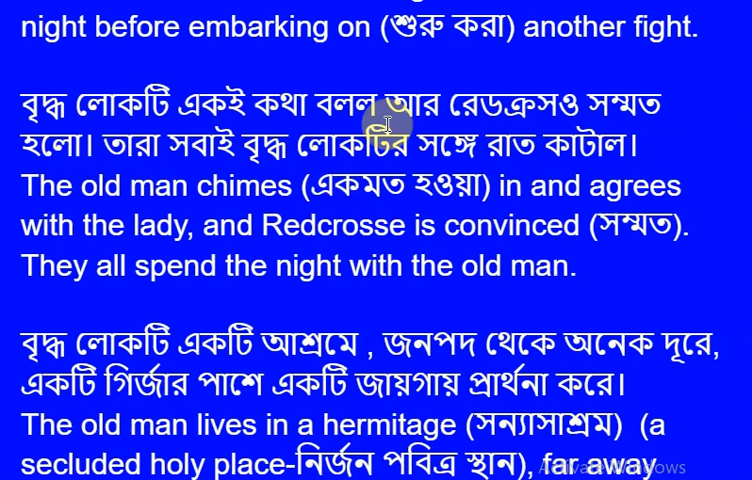 night before embarking on (শুরু করা) another fight.
বৃদ্ধ লোকটি একই কথা বলল আর রেডক্রসও সম্মত
হলো। তারা সবাই বৃদ্ধ লোকটির সঙ্গে রাত কাটাল।
The old man chimes (একমত হওয়া) in and agrees
with the lady, and Redcrosse is convinced (সম্মত).
They all spend the night with the old man.
বৃদ্ধ লোকটি একটি আশ্রমে , জনপদ থেকে অনেক দূরে,
একটি গির্জার পাশে একটি জায়গায় প্রার্থনা করে।
The old man lives in a hermitage (সন্যাসাশ্রম) (a
secluded holy place-নির্জন পবিত্র স্থান), far away
Activate Windows